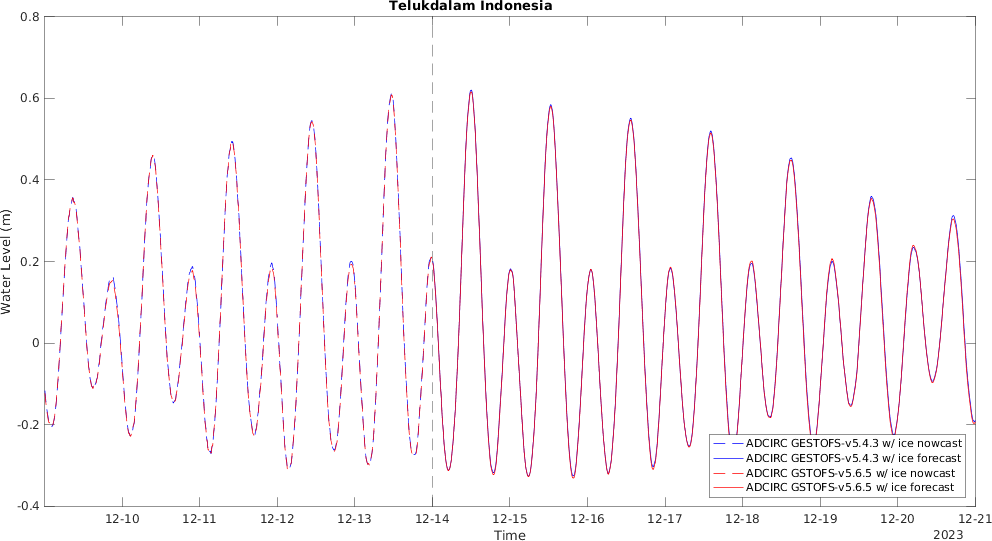 Telukdalam Indonesia
0.8
0.6
0.4
0.2
0
-0.2
-0.4
Water Level (m)
ADCIRC GESTOFS-v5.4.3 w/ ice nowcast
ADCIRC GESTOFS-v5.4.3 w/ ice forecast
ADCIRC GSTOFS-v5.6.5 w/ ice nowcast
ADCIRC GSTOFS-v5.6.5 w/ ice forecast
12-10 12-11 12-12 12-13 12-14 12-15 12-16 12-17 12-18 12-19 12-20 12-21
Time
2023